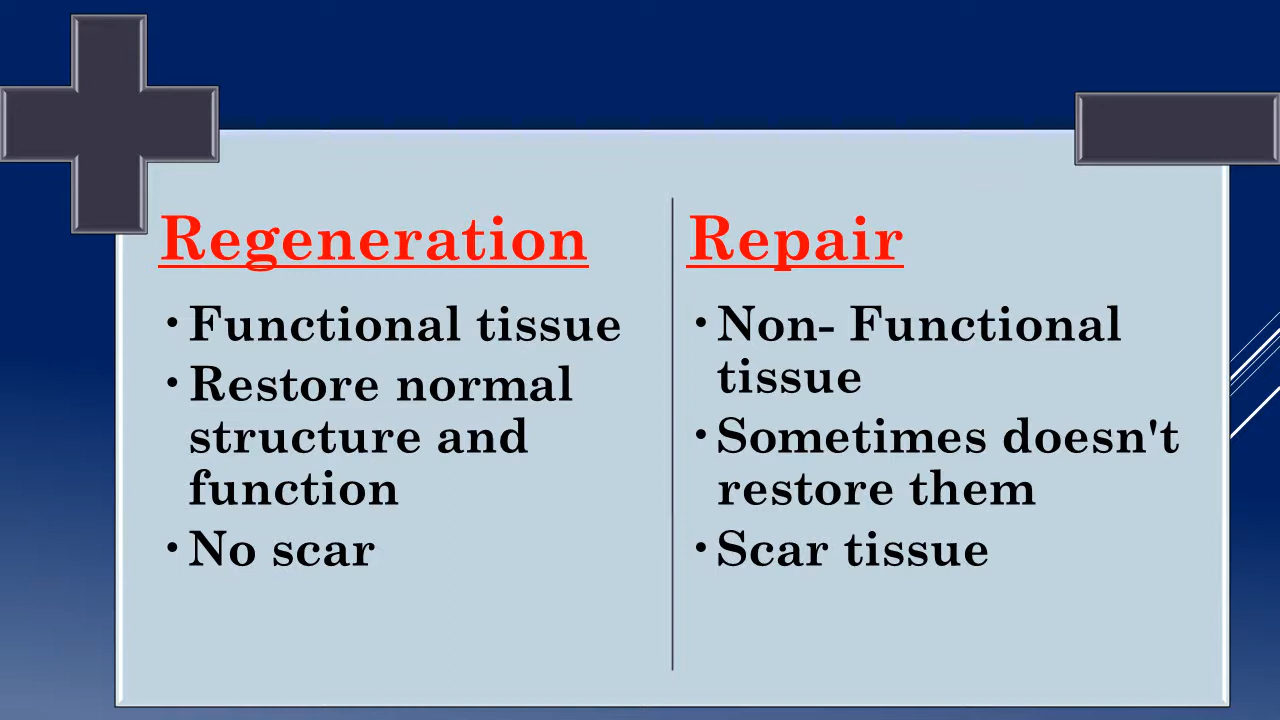 Regeneration
• Functional tissue
• Restore normal
structure and
function
• No scar
Repair
• Non- Functional
tissue
• Sometimes doesn't
restore them
• Scar tissue